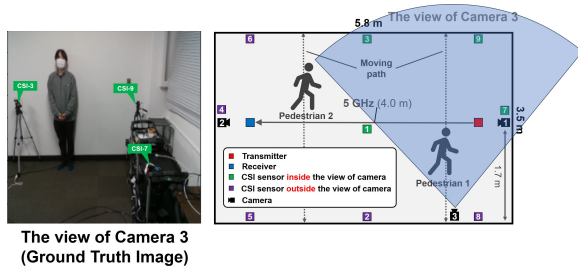 CSI-3
CSI-9
CSI-7
The view of Camera 3
(Ground Truth Image)
The view of Camera 3
5.8 m
6
3
9
Moving
path
5 GHz (4.0 m)
3.5 m
4
7
2
1
Pedestrian 2
1
Pedestrian 1
1.7 m
Transmitter
Receiver
CSI sensor inside the view of camera
CSI sensor outside the view of camera
Camera
3
5
2
8